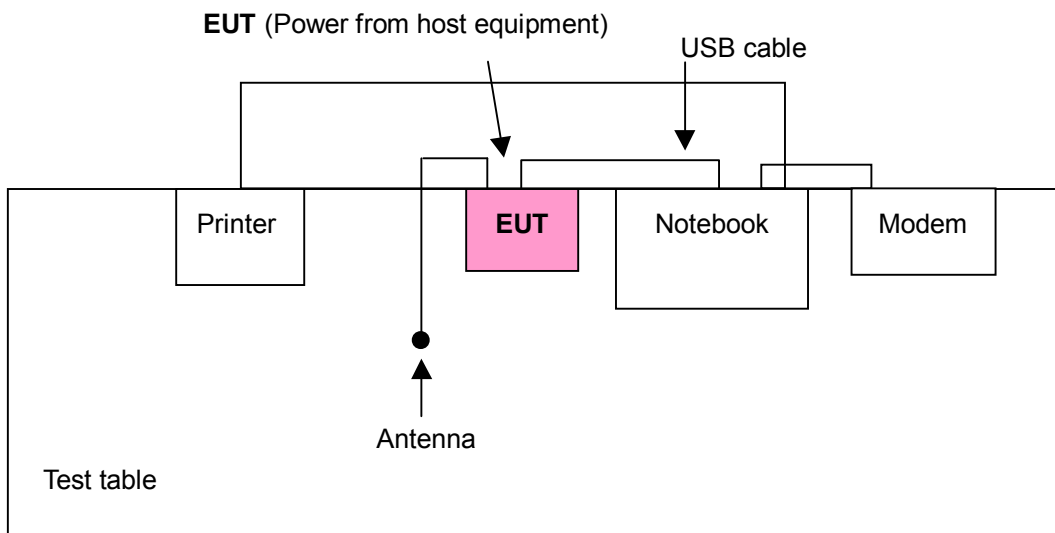 EUT (Power from host equipment)
USB cable
Printer
EUT
Notebook
Modem
Antenna
Test table